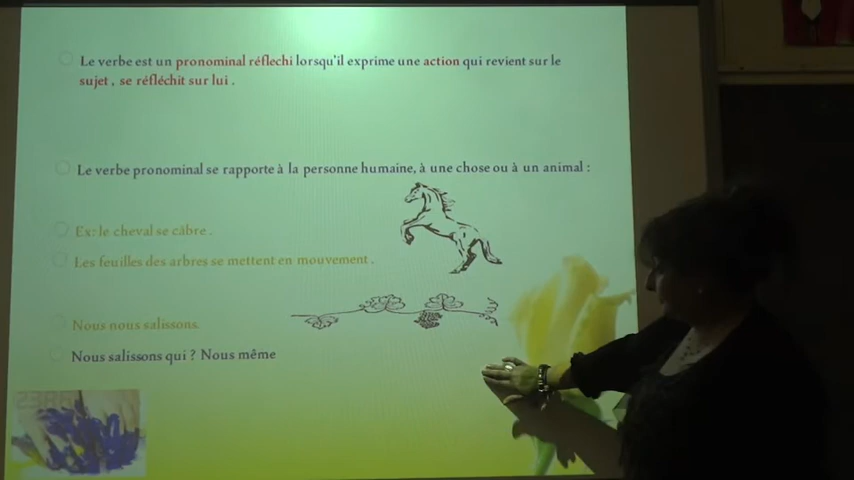 Le verbe est un pronominal réflechi lorsqu'il exprime une action qui revient sur le
sujet , se réfléchit sur lui .
Le verbe pronominal se rapporte à la personne humaine, à une chose ou à un animal :
Ex: le cheval se câbre .
Les feuilles des arbres se mettent en mouvement .
Nous nous salissons.
Nous salissons qui ? Nous même